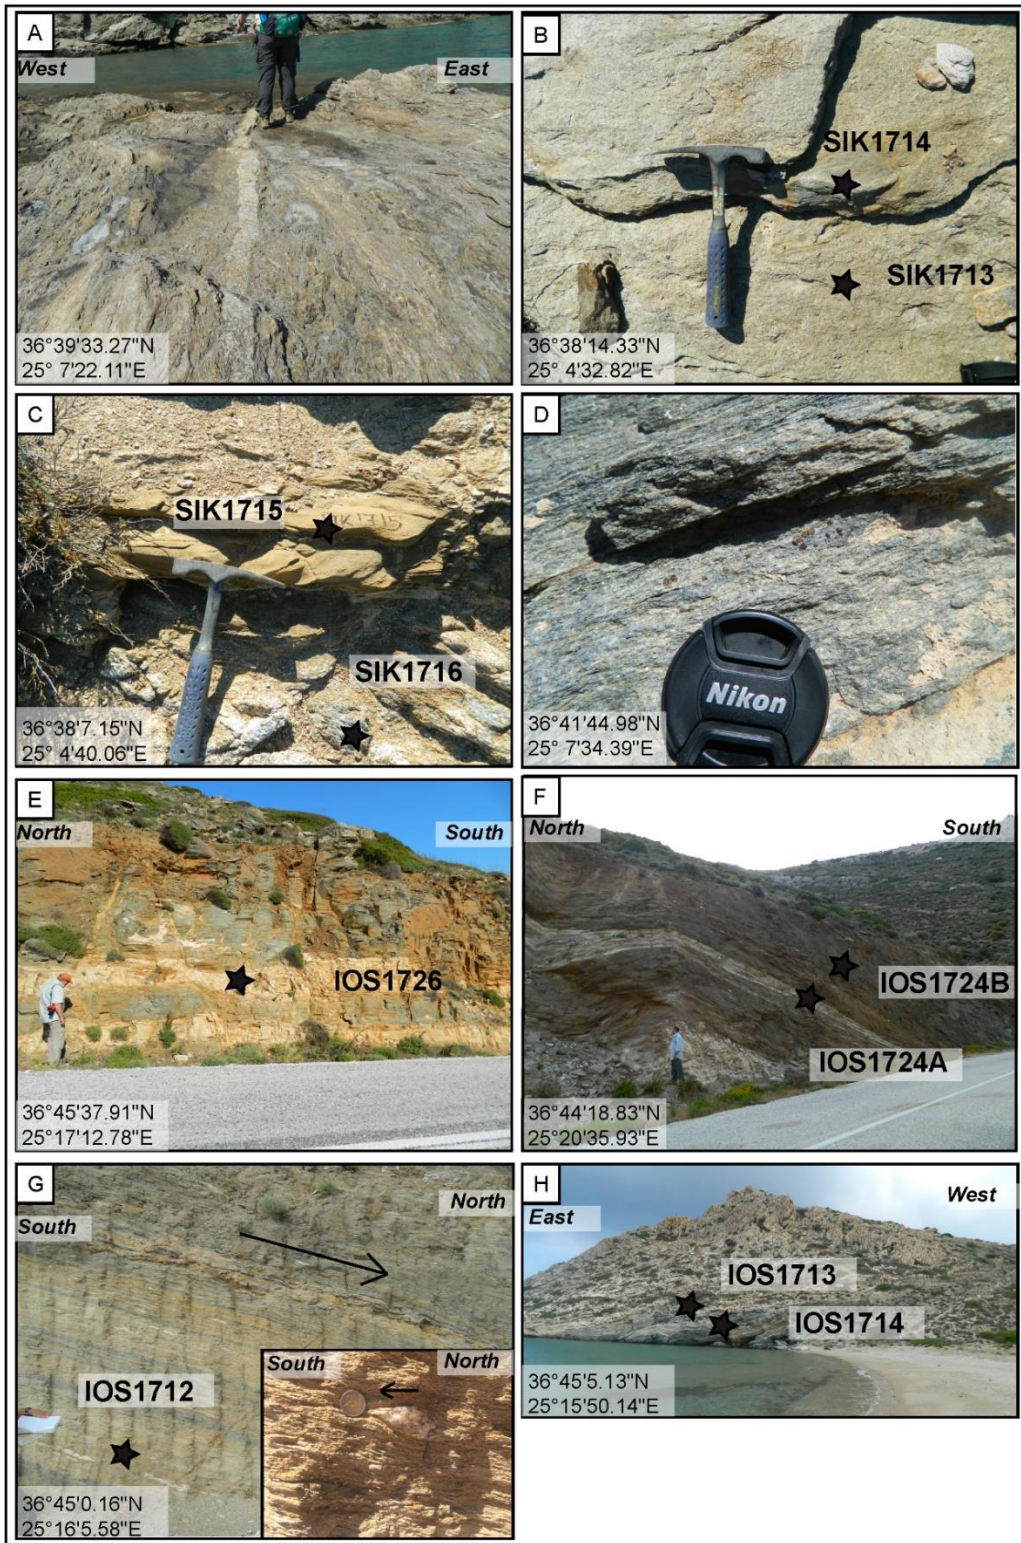 A
West
East
36°39'33.27"N
25° 7'22.11"E
B
SIK1714
SIK1713
36°38'14.33"N
25° 4'32.82"E
C
SIK1715
SIK1716
36°38'7.15"N
25° 4'40.06"E
D
Nikon
36°41'44.98"N
25° 7'34.39"E
E
North
South
IOS1726
36°45'37.91"N
25°17'12.78"E
F
North
South
IOS1724B
IOS1724A
36°44'18.83"N
25°20'35.93"E
G
North
South
IOS1712
South
North
36°45'0.16"N
25°16'5.58"E
H
West
East
IOS1713
IOS1714
36°45'5.13"N
25°15'50.14"E